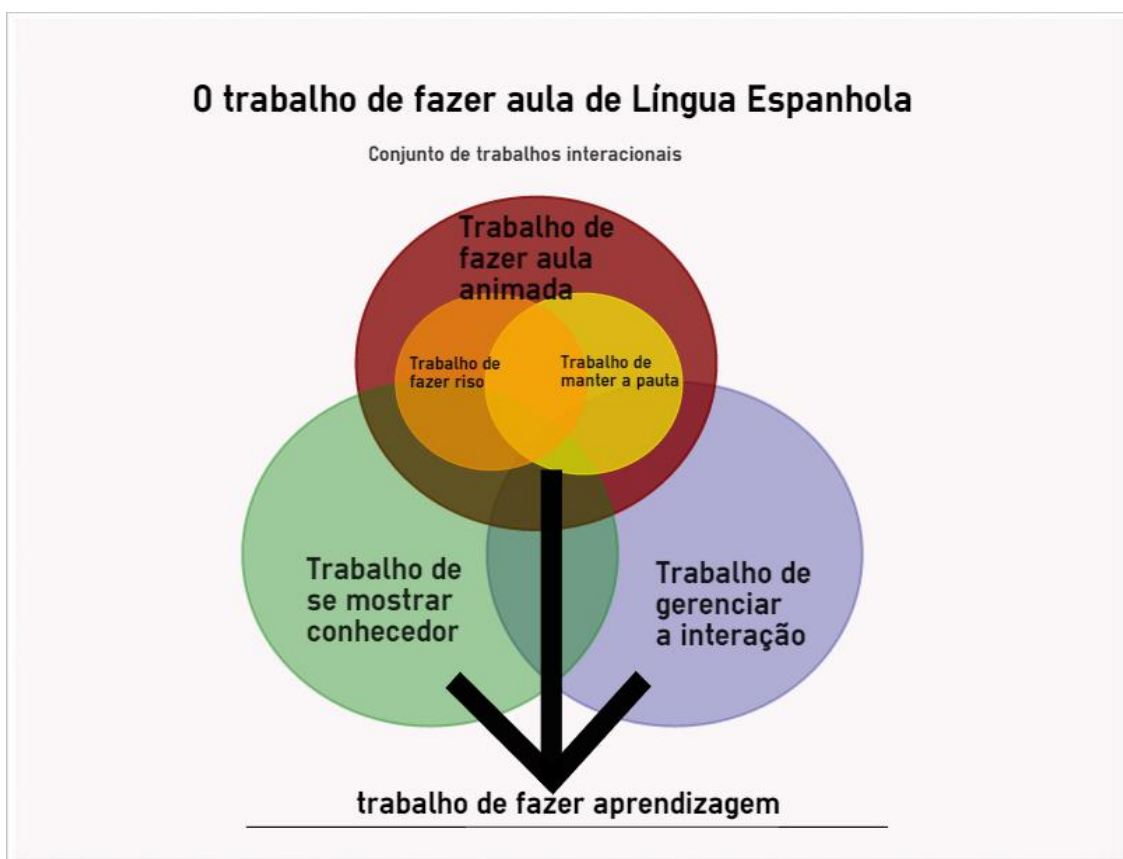 O trabalho de fazer aula de Língua Espanhola
Conjunto de trabalhos interacionais
Trabalho de
fazer aula
animada
Trabalho de
fazer riso
Trabalho de
manter a pauta
Trabalho de
se mostrar
conhecedor
Trabalho de
gerenciar
a interação
trabalho de fazer aprendizagem